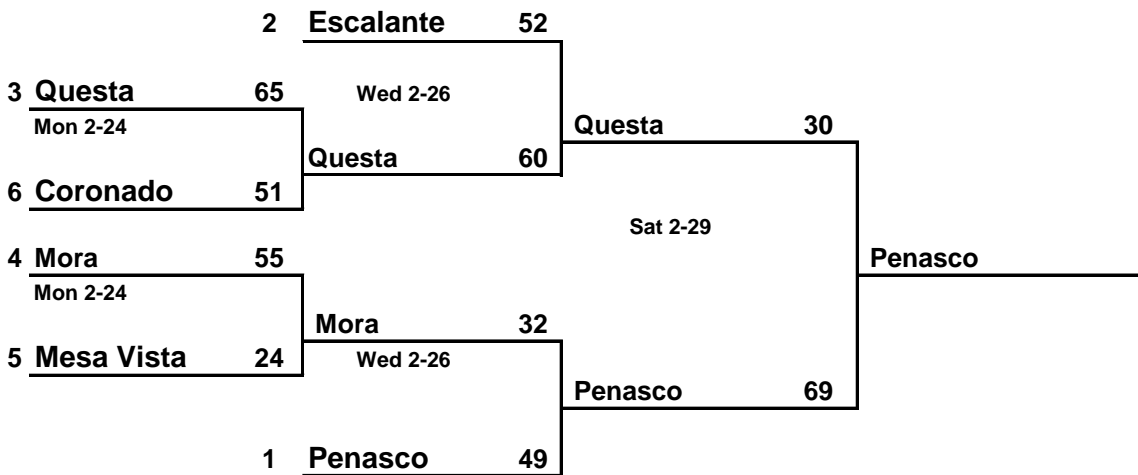 2 Escalante 52
3 Questa 65
Wed 2-26
Mon 2-24
Questa 30
Questa 60
6 Coronado 51
Sat 2-29
4 Mora 55
Penasco
Mon 2-24
Mora 32
5 Mesa Vista 24
Wed 2-26
Penasco 69
1 Penasco 49